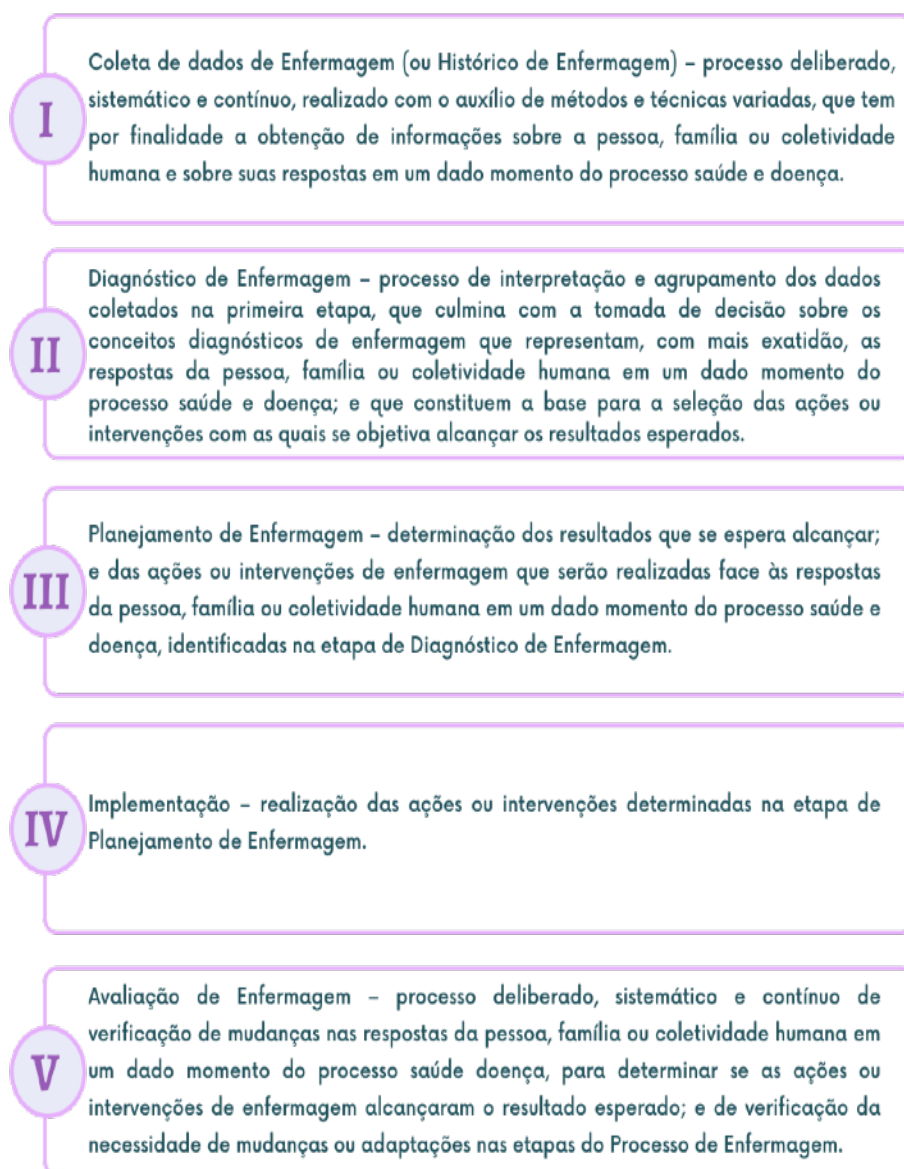 I
Coleta de dados de Enfermagem (ou Histórico de Enfermagem) – processo deliberado,
sistemático e contínuo, realizado com o auxílio de métodos e técnicas variadas, que tem
por finalidade a obtenção de informações sobre a pessoa, família ou coletividade
humana e sobre suas respostas em um dado momento do processo saúde e doença.
II
Diagnóstico de Enfermagem – processo de interpretação e agrupamento dos dados
coletados na primeira etapa, que culmina com a tomada de decisão sobre os
conceitos diagnósticos de enfermagem que representam, com mais exatidão, as
respostas da pessoa, família ou coletividade humana em um dado momento do
processo saúde e doença; e que constituem a base para a seleção das ações ou
intervenções com as quais se objetiva alcançar os resultados esperados.
III
Planejamento de Enfermagem – determinação dos resultados que se espera alcançar;
e das ações ou intervenções de enfermagem que serão realizadas face às respostas
da pessoa, família ou coletividade humana em um dado momento do processo saúde e
doença, identificadas na etapa de Diagnóstico de Enfermagem.
IV
Implementação – realização das ações ou intervenções determinadas na etapa de
Planejamento de Enfermagem.
V
Avaliação de Enfermagem – processo deliberado, sistemático e contínuo de
verificação de mudanças nas respostas da pessoa, família ou coletividade humana em
um dado momento do processo saúde doença, para determinar se as ações ou
intervenções de enfermagem alcançaram o resultado esperado; e de verificação da
necessidade de mudanças ou adaptações nas etapas do Processo de Enfermagem.